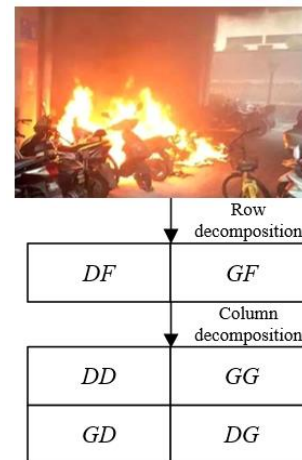 Row
decomposition
DF GF
Column
decomposition
DD GG
GD DG